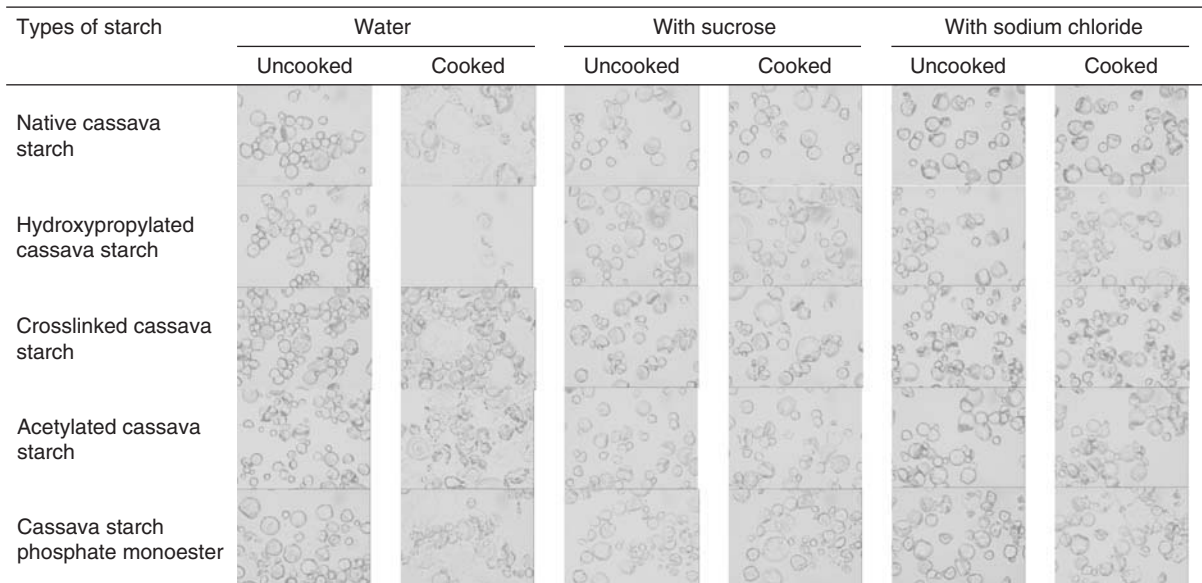 Types of starch
Water
With sucrose
With sodium chloride
Uncooked
Cooked
Uncooked
Cooked
Uncooked
Cooked
Native cassava
starch
Hydroxypropylated
cassava starch
Crosslinked cassava
starch
Acetylated cassava
starch
Cassava starch
phosphate monoester